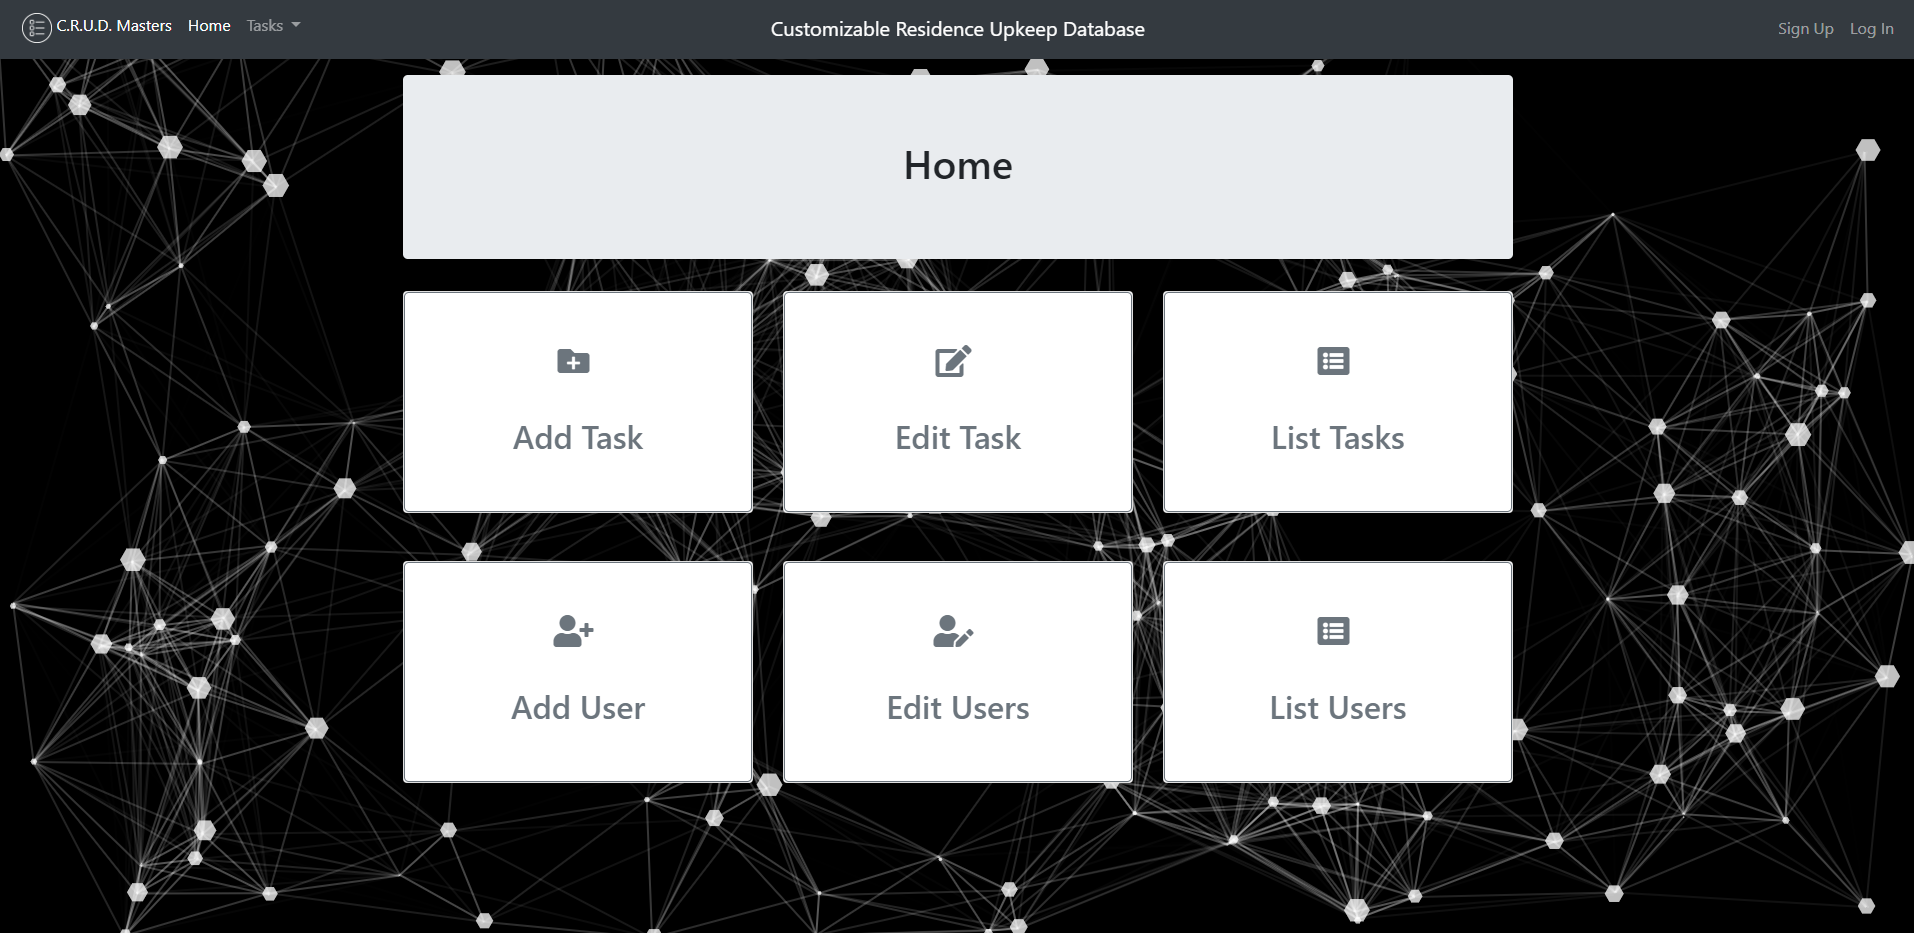 C.R.U.D. Masters Home Tasks Customizable Residence Upkeep Database Sign Up Log In
Home
Add Task Edit Task List Tasks
Add User Edit Users List Users